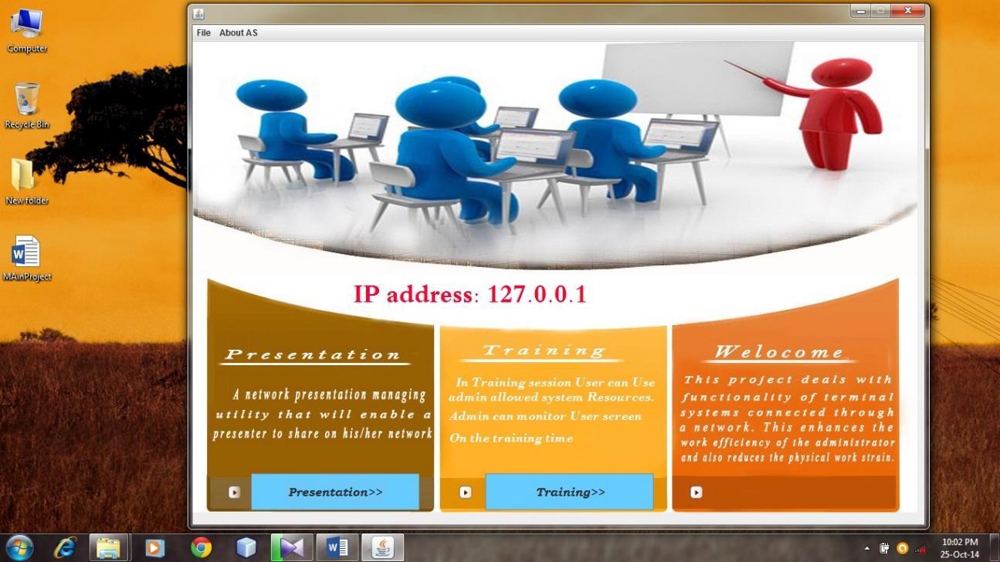 Computer
Recycle Bin
New folder
MAinProject
File About AS
IP address: 127.0.0.1
Presentation
A network presentation managing
utility that will enable a
presenter to share on his/her network
Presentation>>
Training
In Training session User can Use
admin allowed system Resources.
Admin can monitor User screen
On the training time
Training>>
Welocome
This project deals with
functionality of terminal
systems connected through
a network. This enhances the
work efficiency of the administrator
and also reduces the physical work strain.
10:02 PM
25-Oct-14